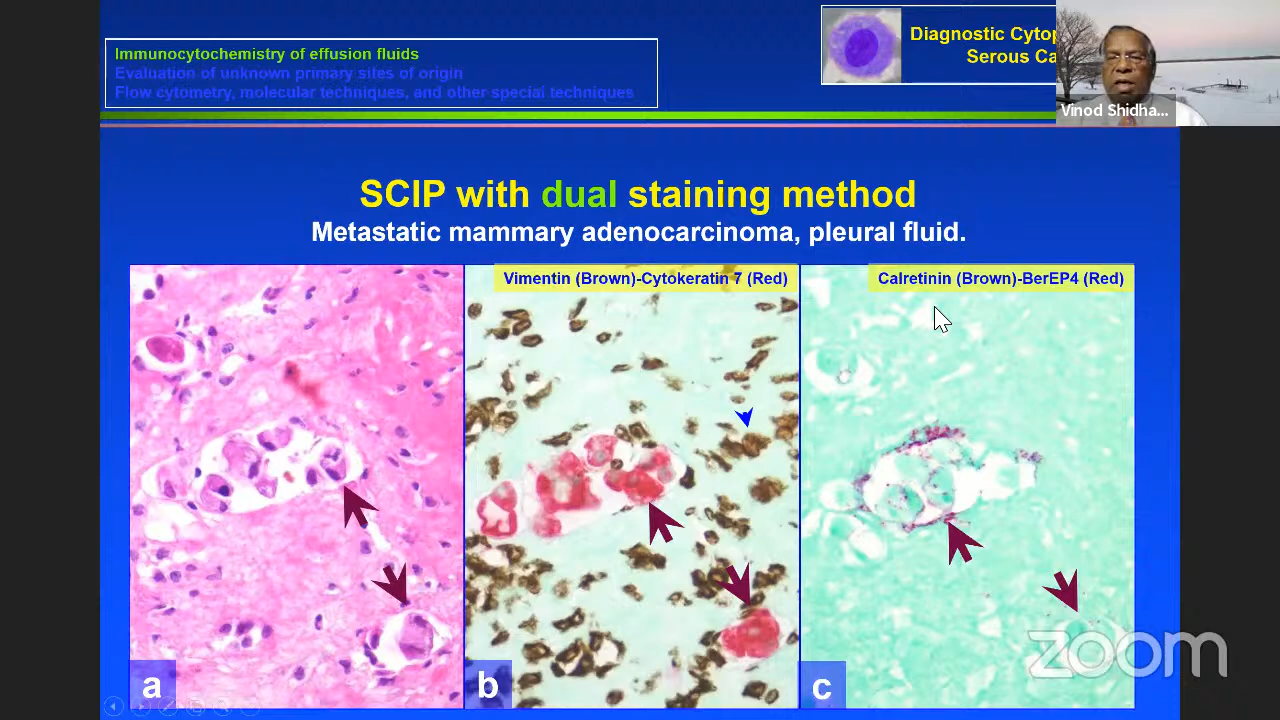 Immunocytochemistry of effusion fluids
Evaluation of unknown primary sites of origin
Flow cytometry, molecular techniques, and other special techniques
Diagnostic Cytop
Serous Ca
Vinod Shidha...
SCIP with dual staining method
Metastatic mammary adenocarcinoma, pleural fluid.
Vimentin (Brown)-Cytokeratin 7 (Red)
Calretinin (Brown)-BerEP4 (Red)
a
b
c
zoom